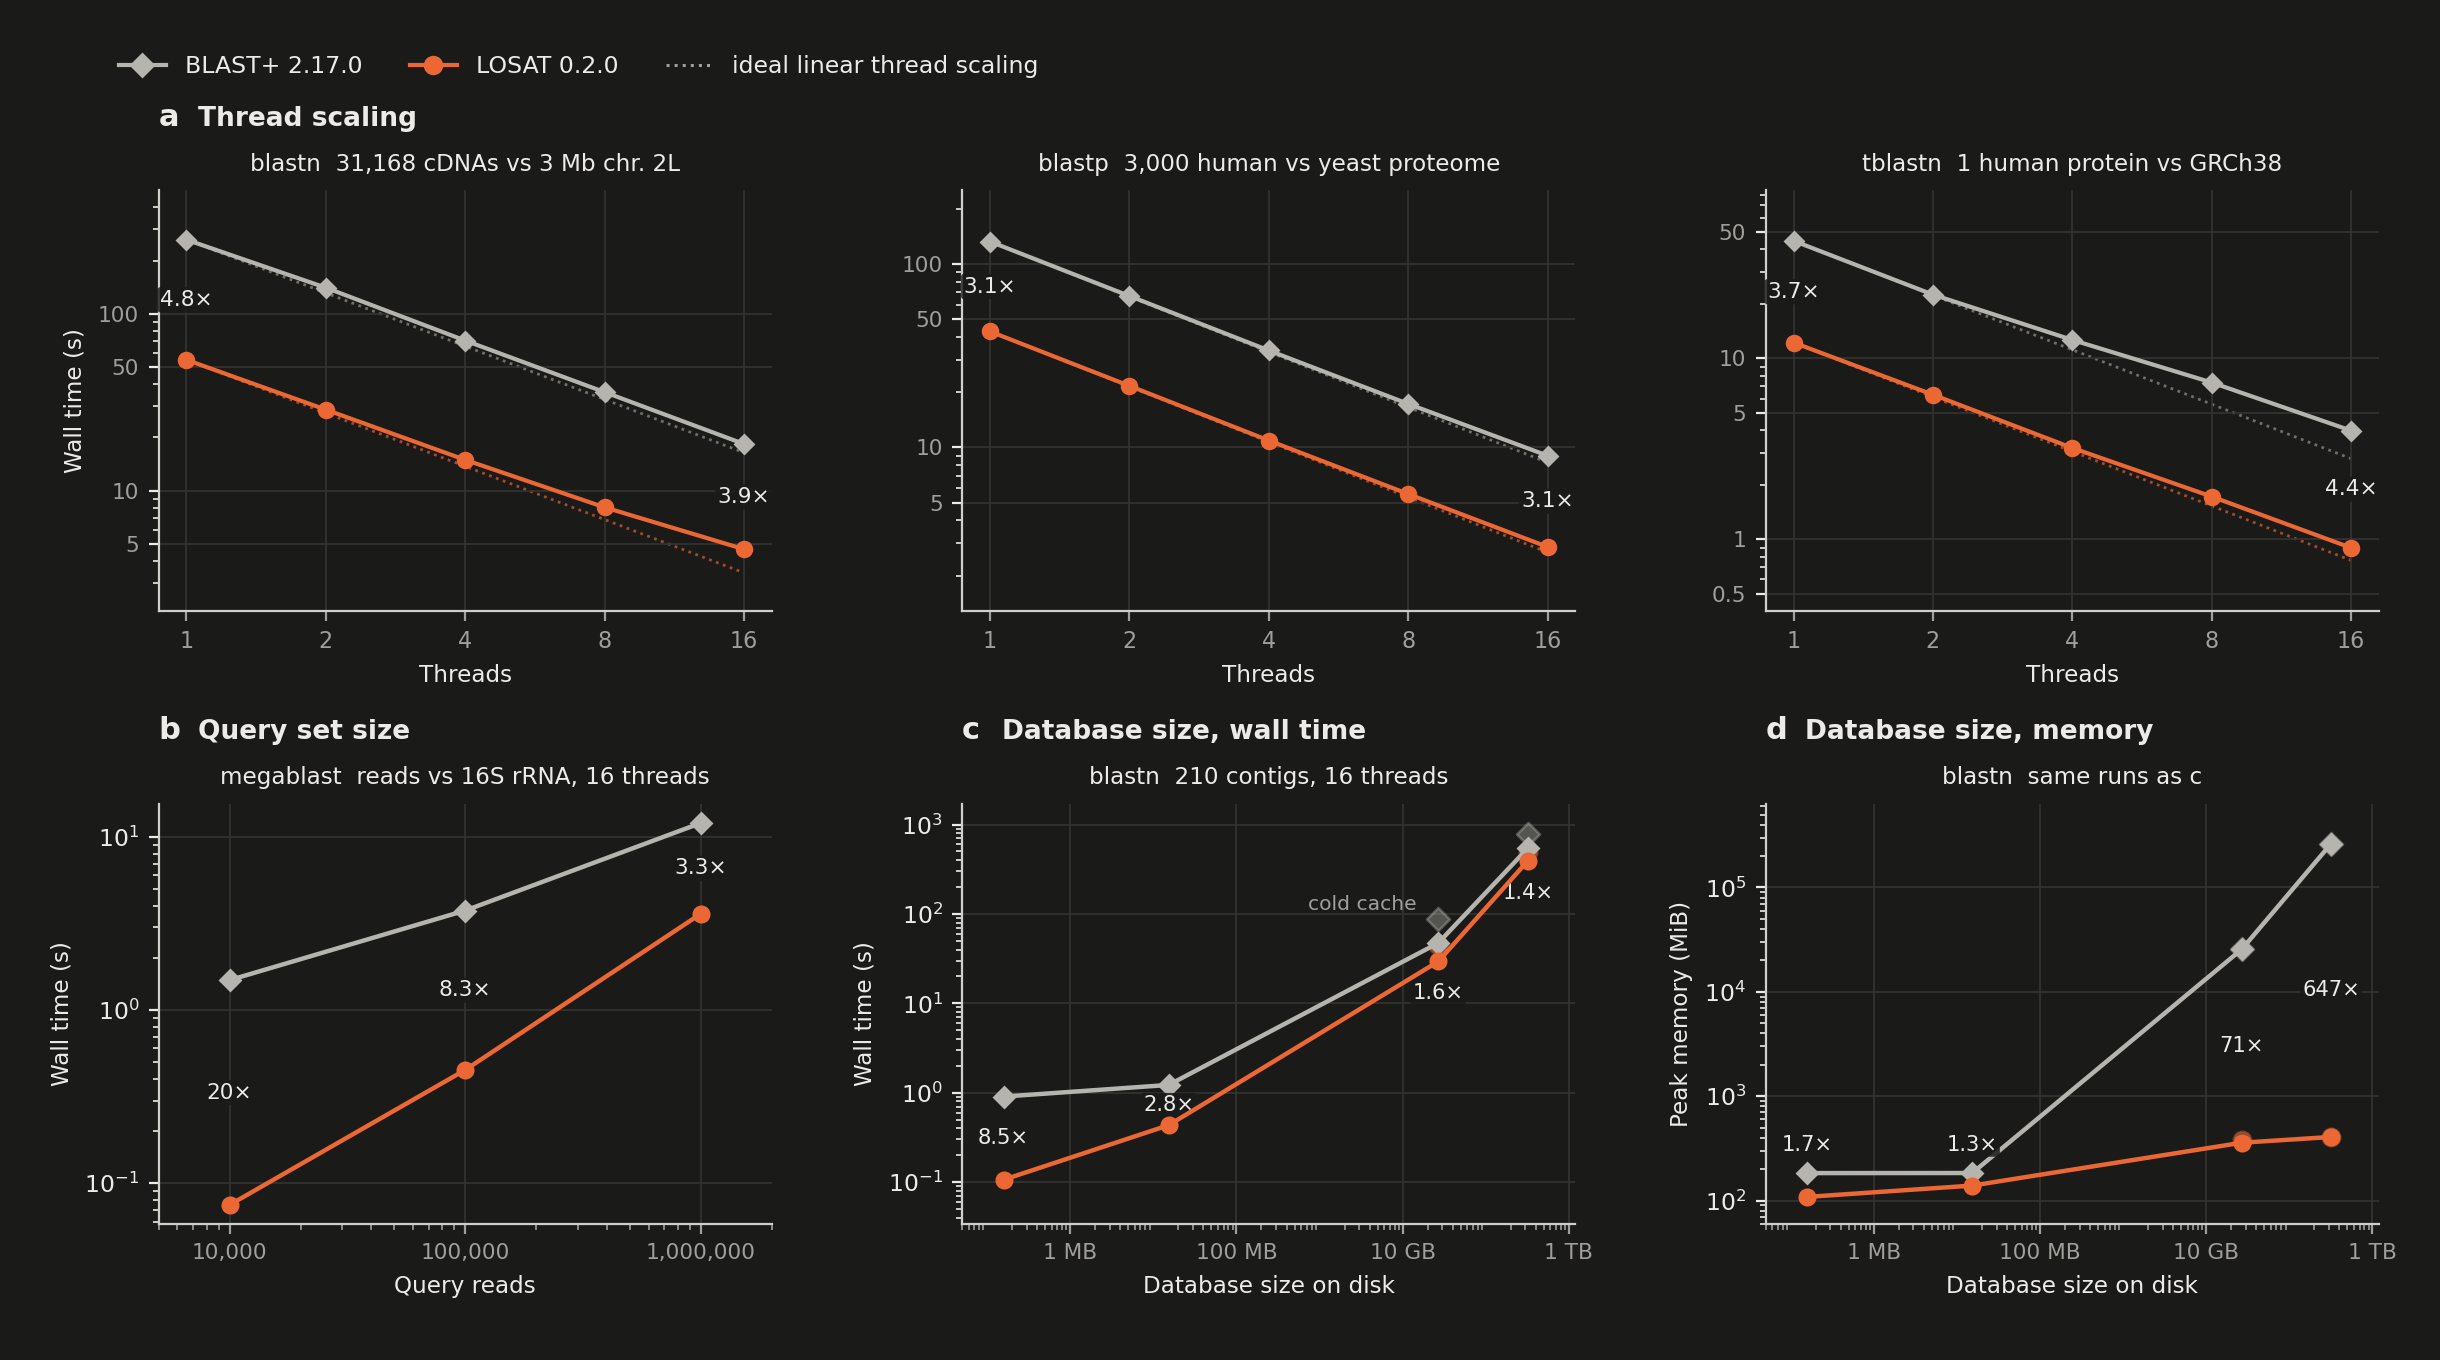 BLAST+ 2.17.0
LOSAT 0.2.0
ideal linear thread scaling
a Thread scaling
blastn 31,168 cDNAs vs 3 Mb chr. 2L
Wall time (s)
100
50
10
5
4.8×
3.9×
1 2 4 8 16
Threads
blastp 3,000 human vs yeast proteome
100
50
10
5
3.1×
3.1×
1 2 4 8 16
Threads
tblastn 1 human protein vs GRCh38
50
10
5
1
0.5
3.7×
4.4×
1 2 4 8 16
Threads
b Query set size
megablast reads vs 16S rRNA, 16 threads
Wall time (s)
10¹
10⁰
10⁻¹
20×
8.3×
3.3×
10,000 100,000 1,000,000
Query reads
c Database size, wall time
blastn 210 contigs, 16 threads
Wall time (s)
10³
10²
10¹
10⁰
10⁻¹
cold cache
8.5×
2.8×
1.6×
1.4×
1 MB 100 MB 10 GB 1 TB
Database size on disk
d Database size, memory
blastn same runs as c
Peak memory (MiB)
10⁵
10⁴
10³
10²
1.7×
1.3×
71×
647×
1 MB 100 MB 10 GB 1 TB
Database size on disk